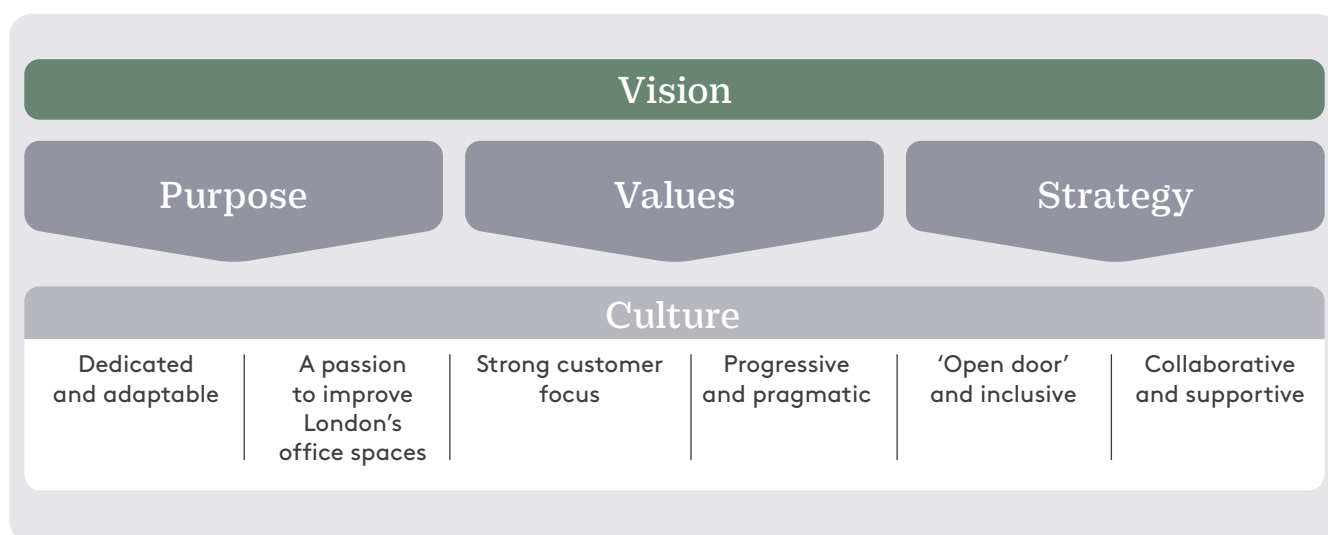 Vision
Purpose
Values
Strategy
Culture
Dedicated
and adaptable
A passion
to improve
London’s
office spaces
Strong customer
focus
Progressive
and pragmatic
‘Open door’
and inclusive
Collaborative
and supportive